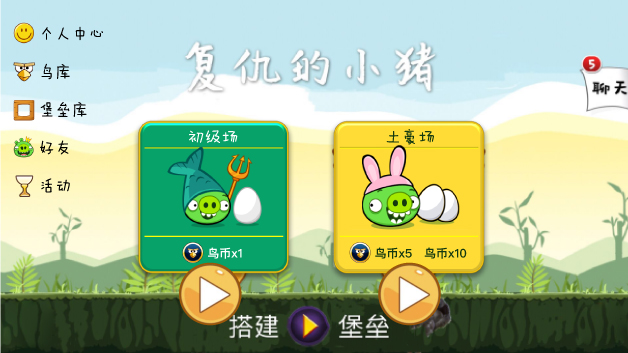 个人中心
鸟库
堡垒库
好友
活动
复仇的小猪
5
聊天
初级场
鸟币x1
土豪场
鸟币x5 鸟币x10
搭建 堡垒